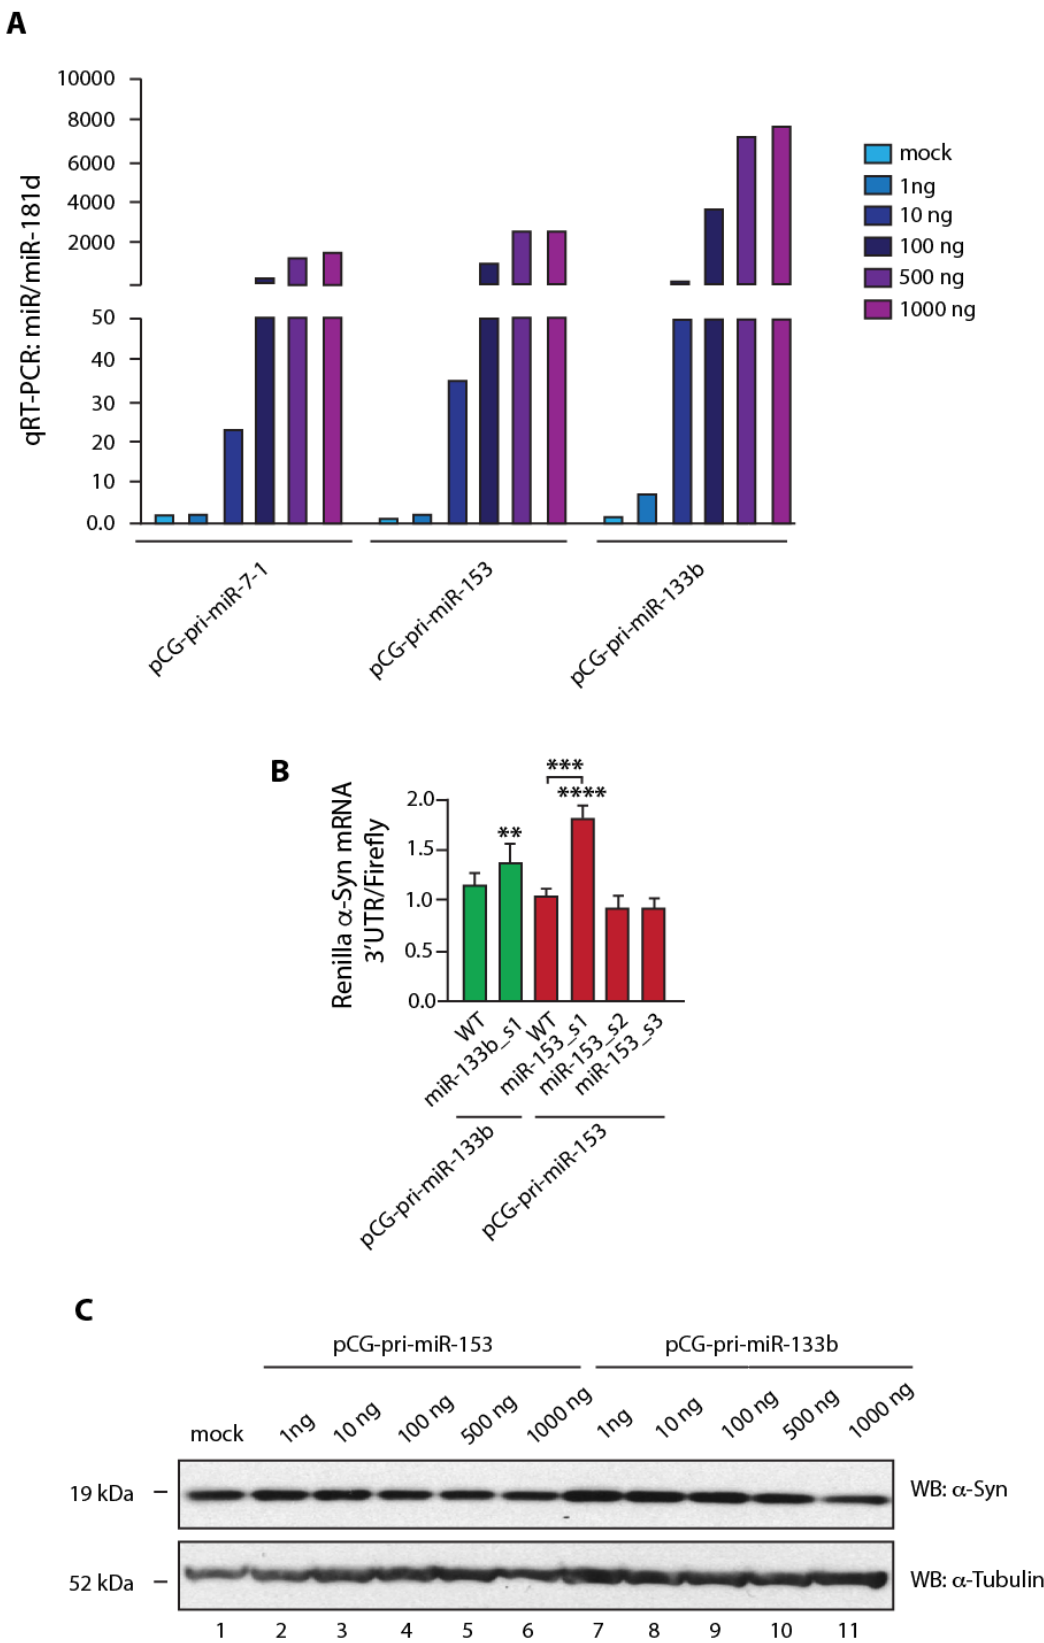 A
qRT-PCR: miR/miR-181d
10000
8000
6000
4000
2000
50
40
30
20
10
0.0
mock
1ng
10 ng
100 ng
500 ng
1000 ng
pCG-pri-miR-7-1
pCG-pri-miR-153
pCG-pri-miR-133b
B
Renilla α-Syn mRNA
3'UTR/Firefly
2.0
1.5
1.0
0.5
0.0
**
***
****
WT
miR-133b_s1
WT
miR-153_s1
miR-153_s2
miR-153_s3
pCG-pri-miR-133b
pCG-pri-miR-153
C
pCG-pri-miR-153 pCG-pri-miR-133b
mock 1ng 10 ng 100 ng 500 ng 1000 ng 1ng 10 ng 100 ng 500 ng 1000 ng
19 kDa WB: α-Syn
52 kDa WB: α-Tubulin
1 2 3 4 5 6 7 8 9 10 11